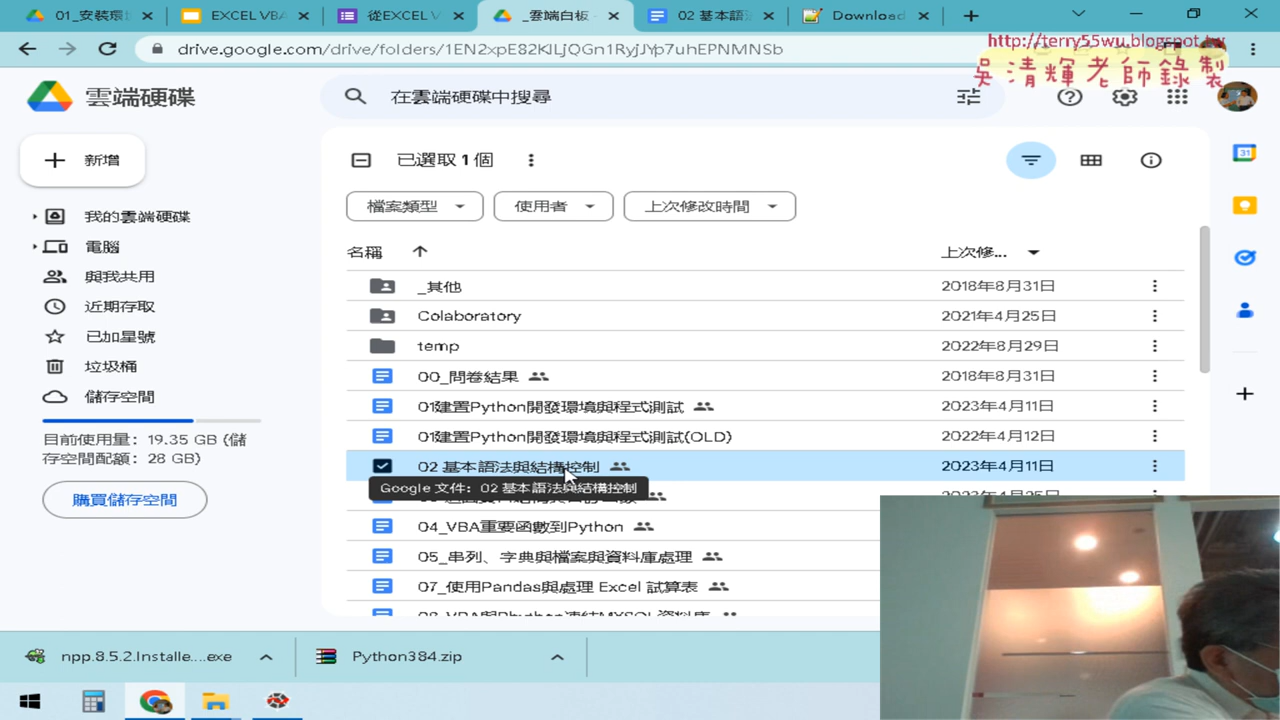 01_安裝環
EXCEL VBA
從EXCEL V
_雲端白板 -
02 基本語
Download
drive.google.com/drive/folders/1EN2xpE82KlLjQGn1RyjJYp7uhEPNMNSb
http://terry55wu.blogspot.tw
吳清輝老師錄製
雲端硬碟
在雲端硬碟中搜尋
新增
已選取 1 個
我的雲端硬碟
電腦
與我共用
近期存取
已加星號
垃圾桶
儲存空間
目前使用量: 19.35 GB (儲
存空間配額: 28 GB)
購買儲存空間
檔案類型
使用者
上次修改時間
名稱
上次修...
_其他
2018年8月31日
Colaboratory
2021年4月25日
temp
2022年8月29日
00_問卷結果
2018年8月31日
01建置Python開發環境與程式測試
2023年4月11日
01建置Python開發環境與程式測試(OLD)
2022年4月12日
02 基本語法與結構控制
2023年4月11日
Google 文件: 02 基本語法與結構控制
04_VBA重要函數到Python
05_串列、字典與檔案與資料庫處理
07_使用Pandas與處理 Excel 試算表
31
npp.8.5.2.Installe....exe
Python384.zip